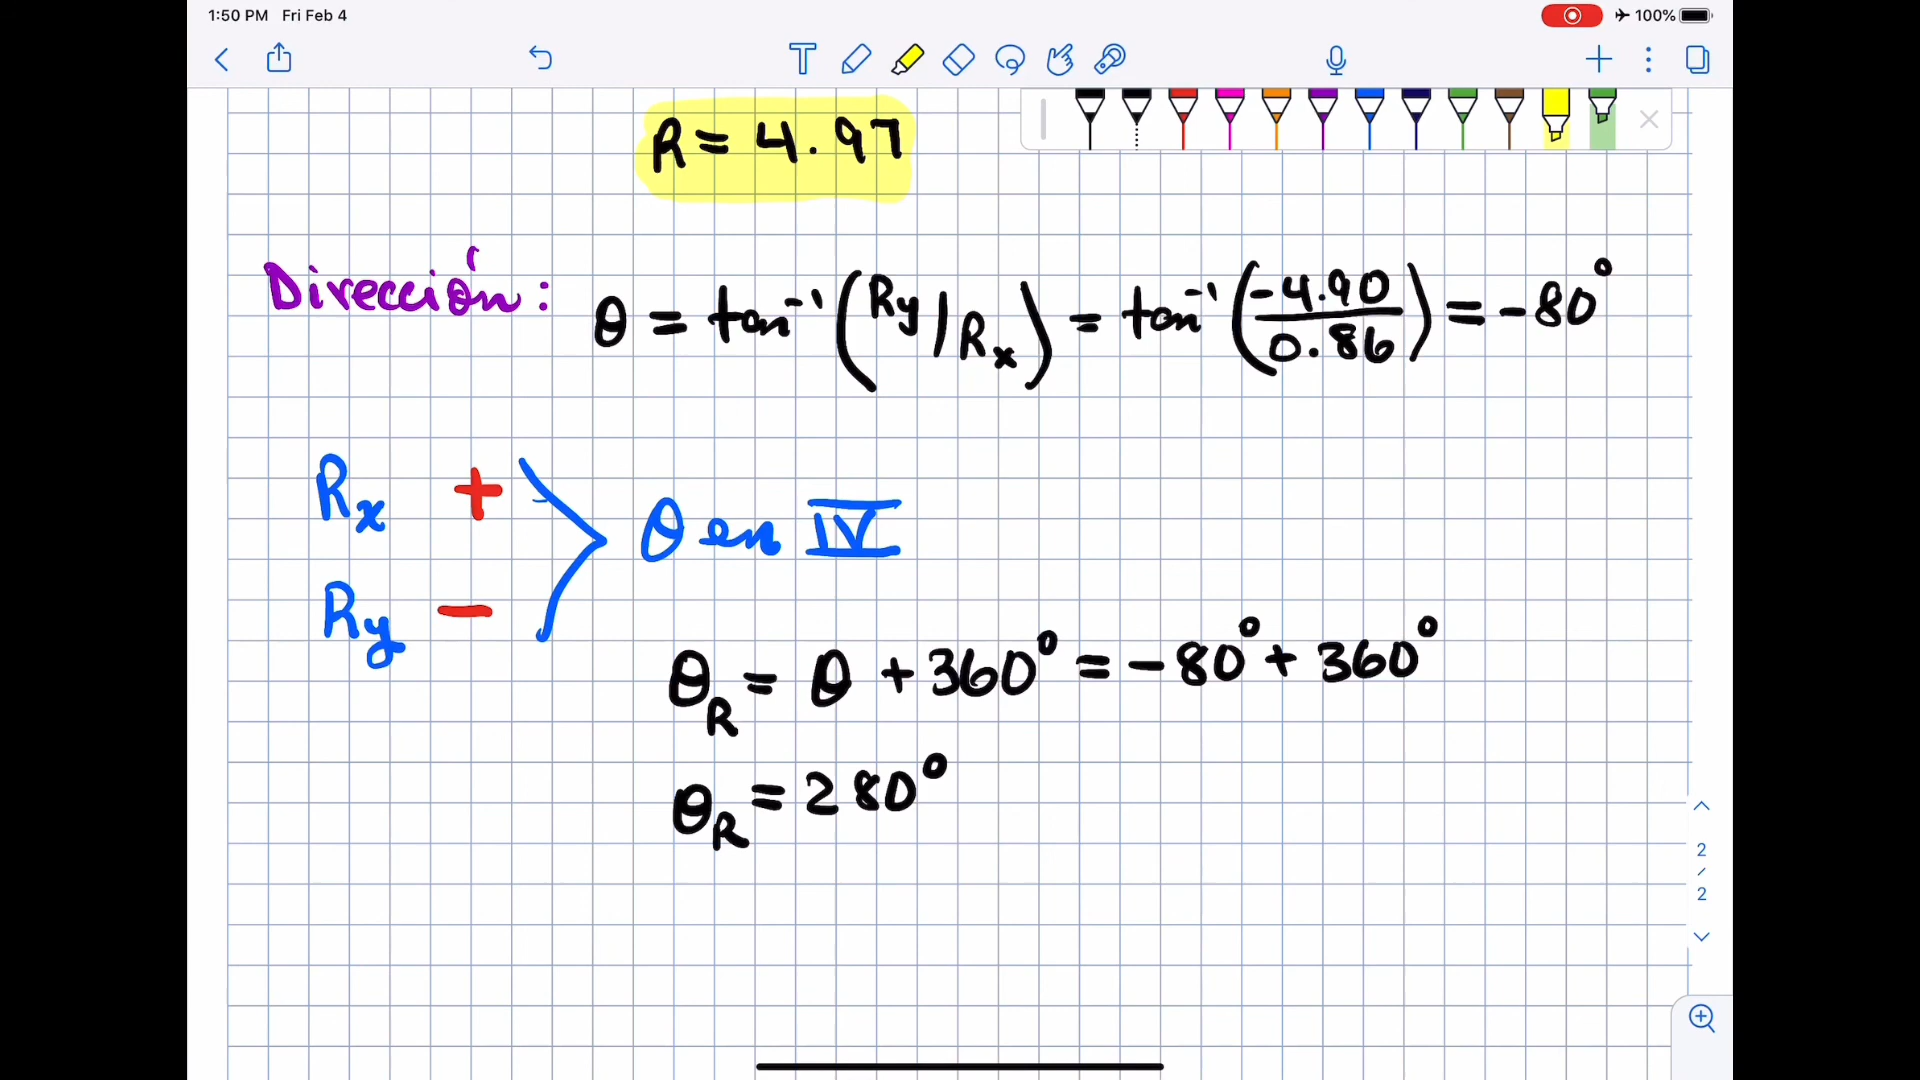 1:50 PM Fri Feb 4
100%
T
R = 4.97
Dirección: θ = tan⁻¹ (Ry/Rx) = tan⁻¹ (-4.90/0.86) = -80°
Rx +
θ en IV
Ry −
θR = θ + 360° = -80° + 360°
θR = 280°
2
/
2